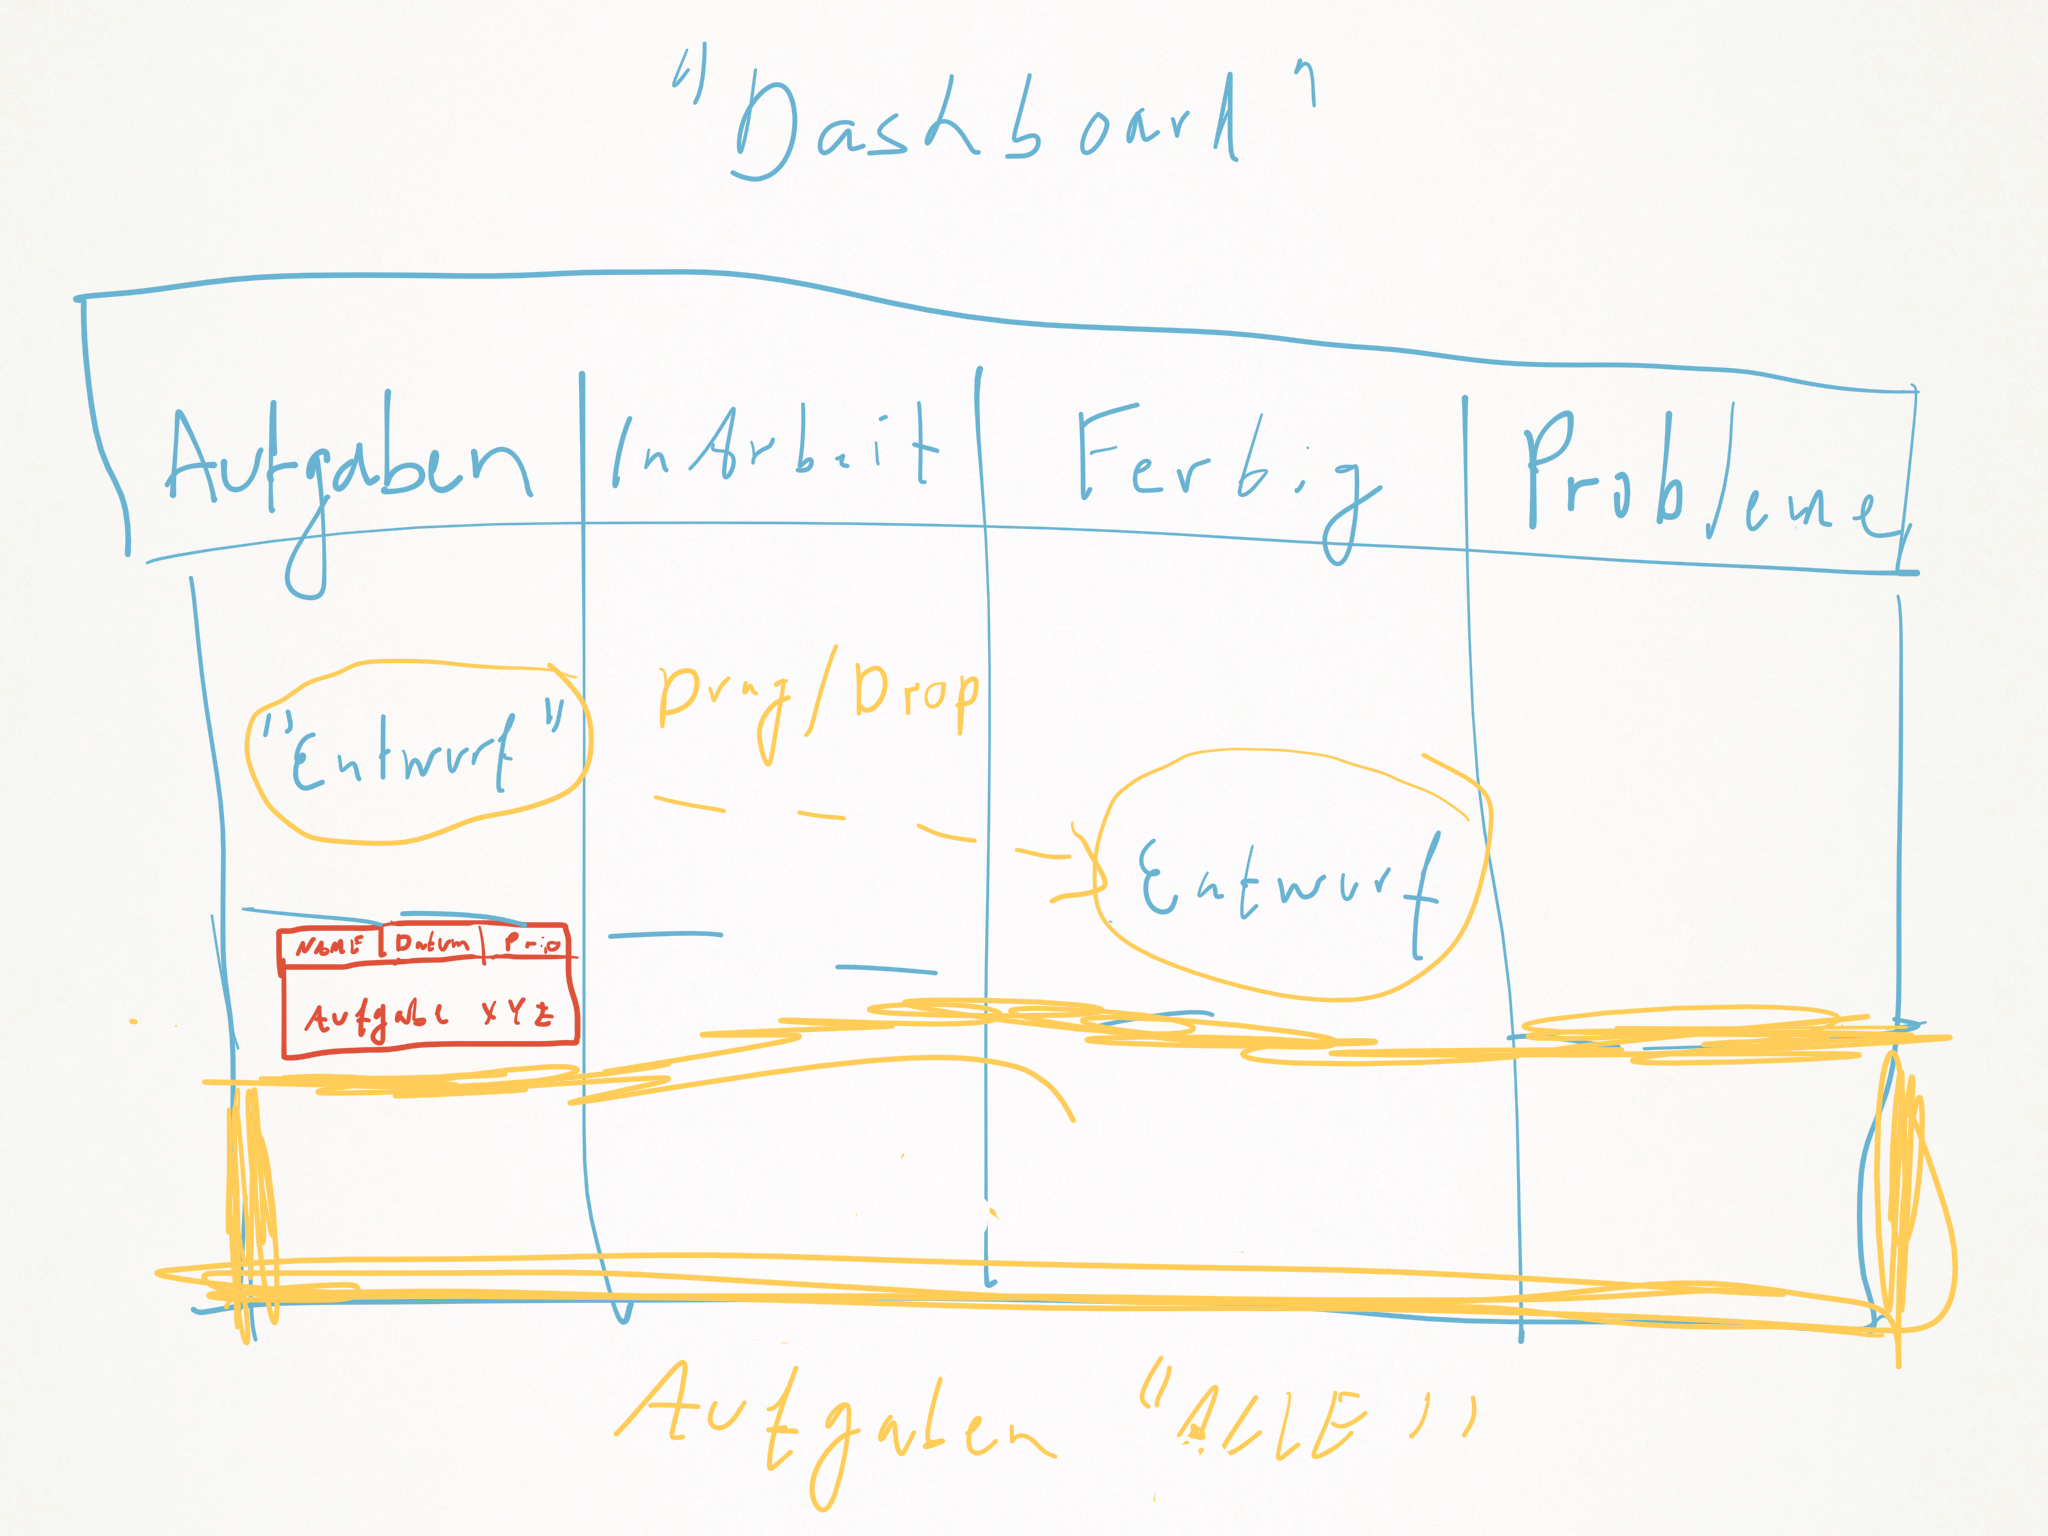 "Dashboard"
Aufgaben In Arbeit Fertig Probleme
Drag/Drop
"Entwurf"
Entwurf
NAME Datum Prio
Aufgabe XYZ
Aufgaben "ALLE"